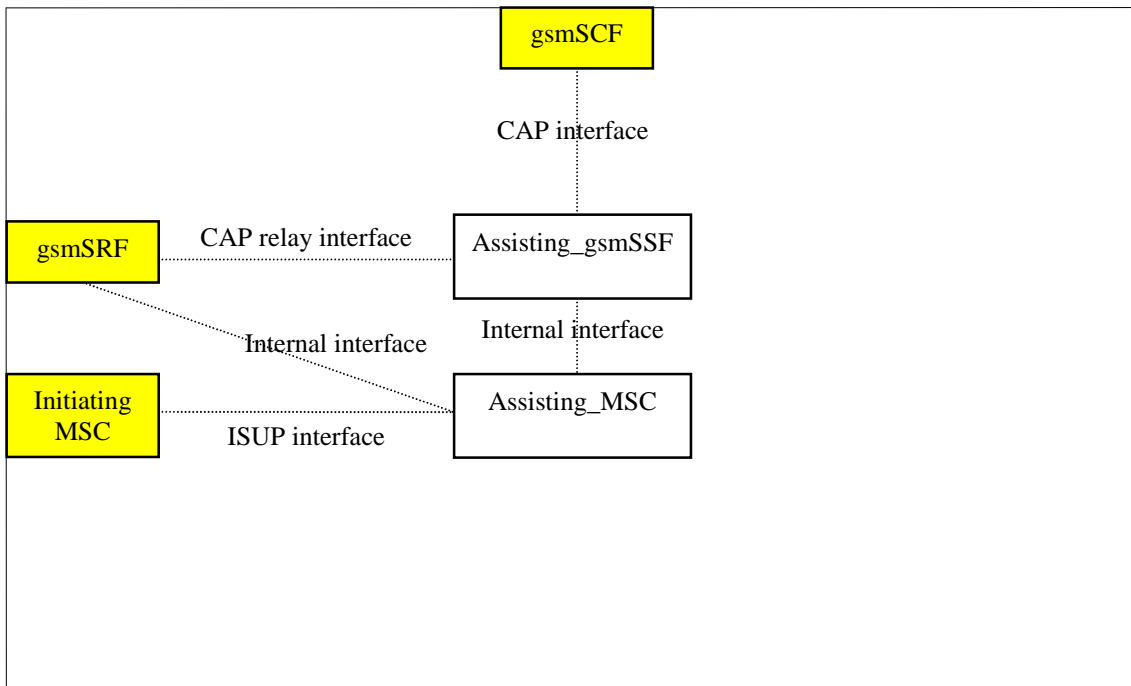 gsmSCF
CAP interface
gsmSRF
CAP relay interface
Assisting_gsmSSF
Internal interface
Internal interface
Initiating
MSC
Assisting_MSC
ISUP interface